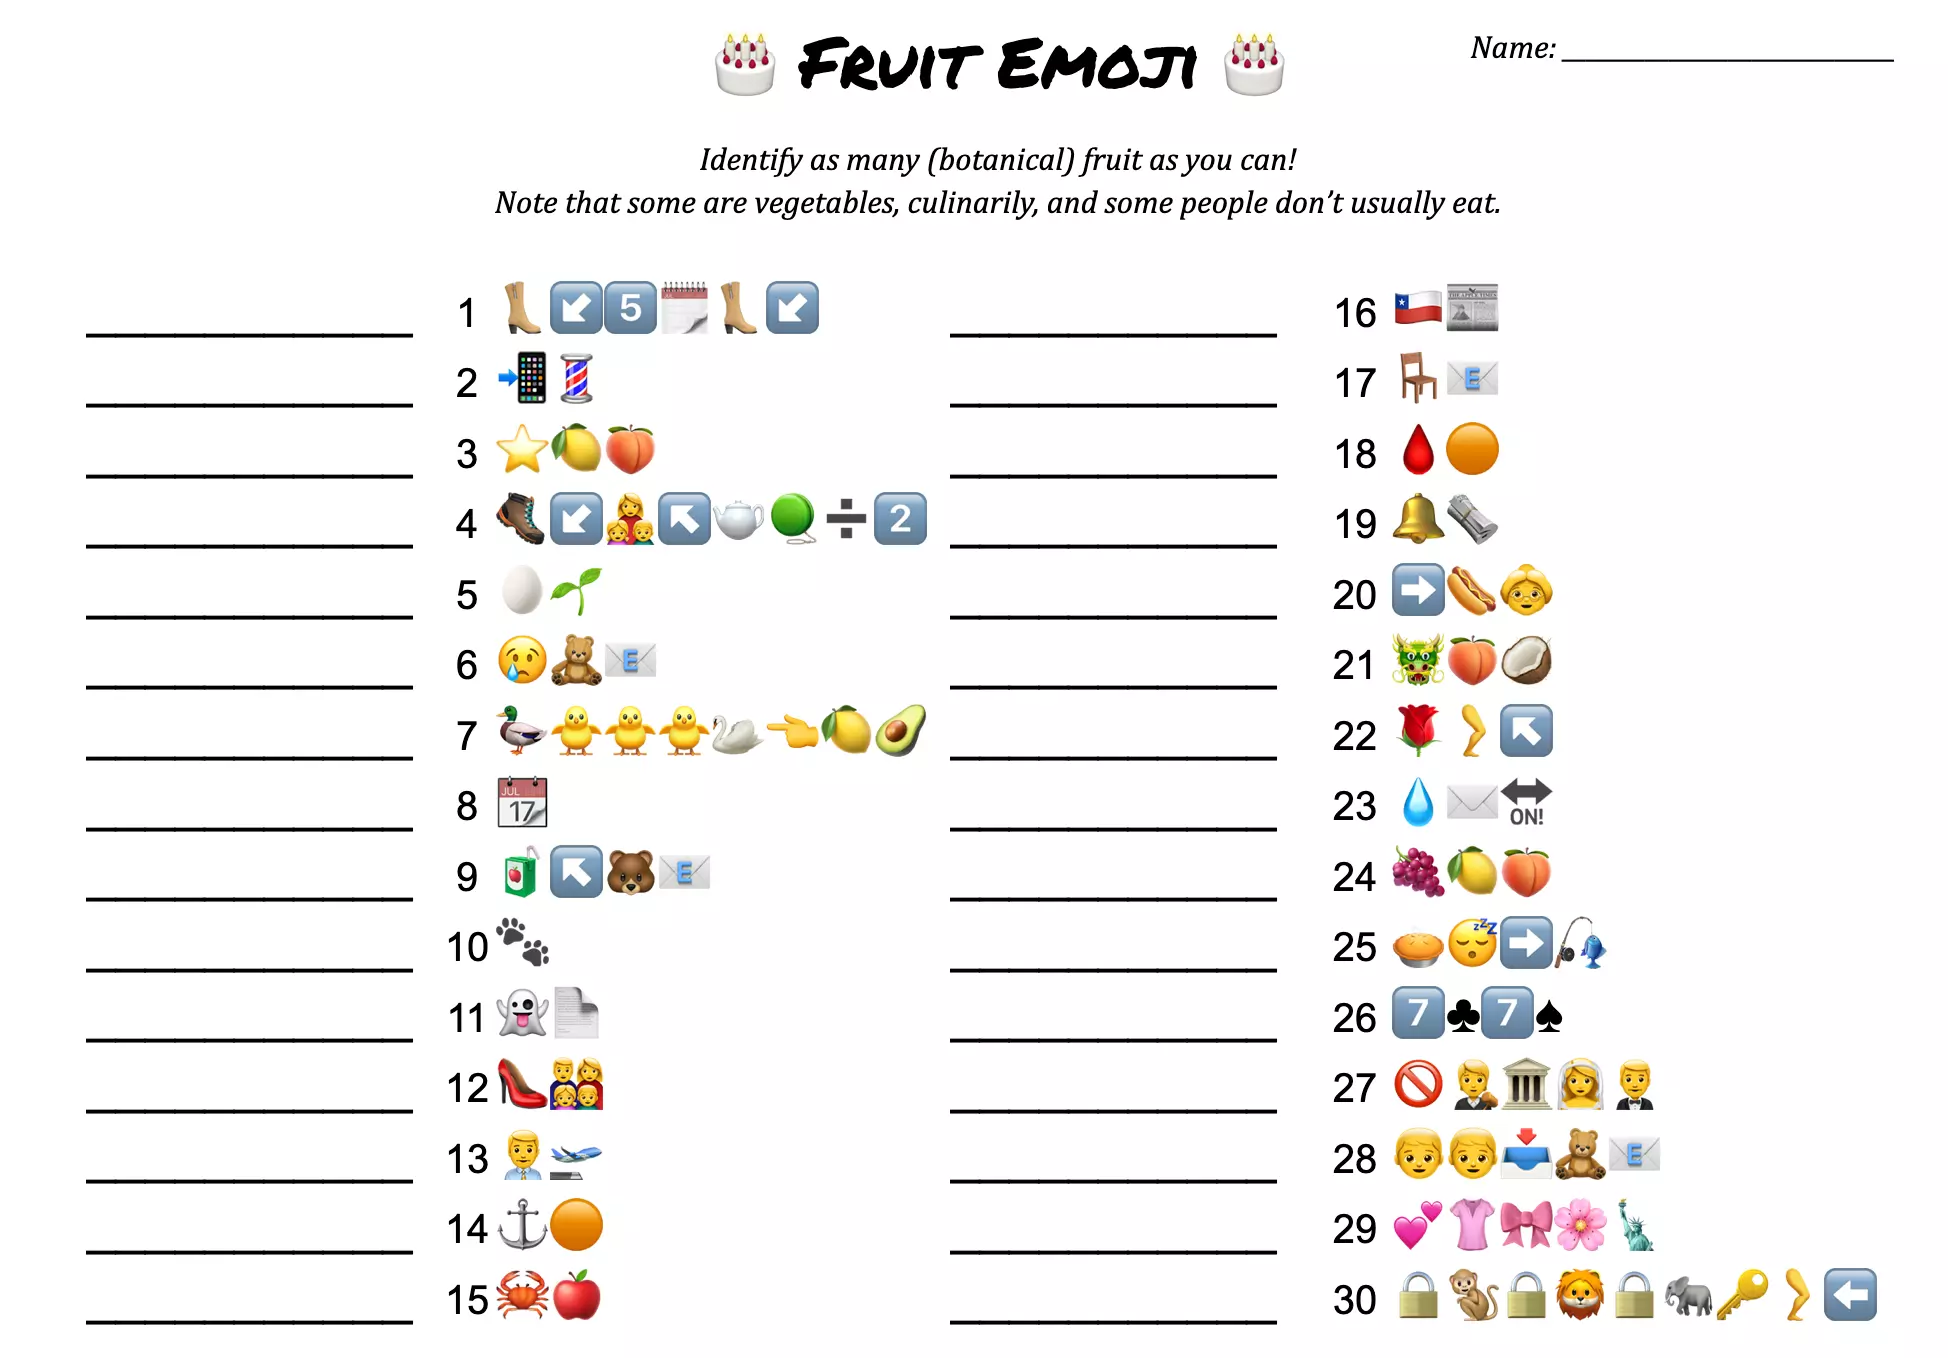 🎂 FRUIT EMOJI 🎂
Name: ____________________
Identify as many (botanical) fruit as you can!
Note that some are vegetables, culinarily, and some people don’t usually eat.
1 5
2
3
4 ÷ 2
5
6 E
7
8 JUL 17
9 E
10
11
12
13
14
15
16
17 E
18
19
20
21
22
23 ON!
24
25 zzZ
26 7 ♣ 7 ♠
27
28 E
29
30